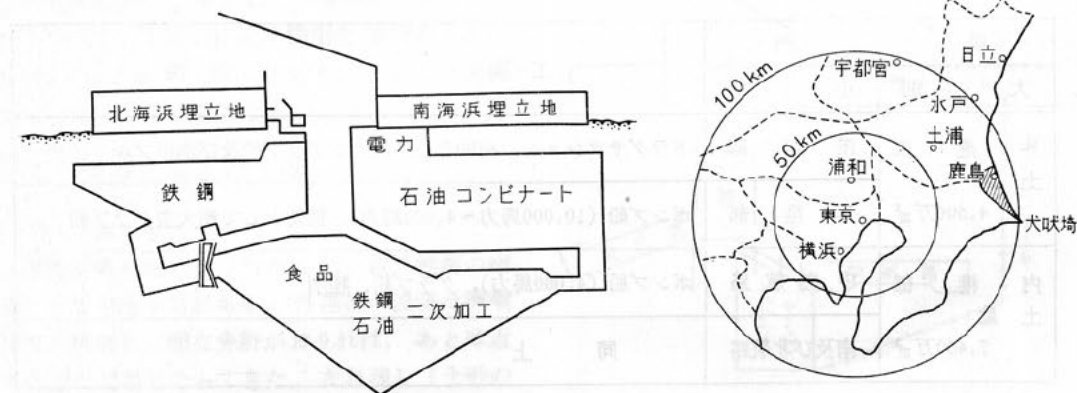 北海浜埋立地
南海浜埋立地
電力
鉄鋼
石油コンビナート
食品
鉄鋼
石油 二次加工
100km
50km
宇都宮
日立
水戸
土浦
鹿島
浦和
東京
横浜
犬吠埼